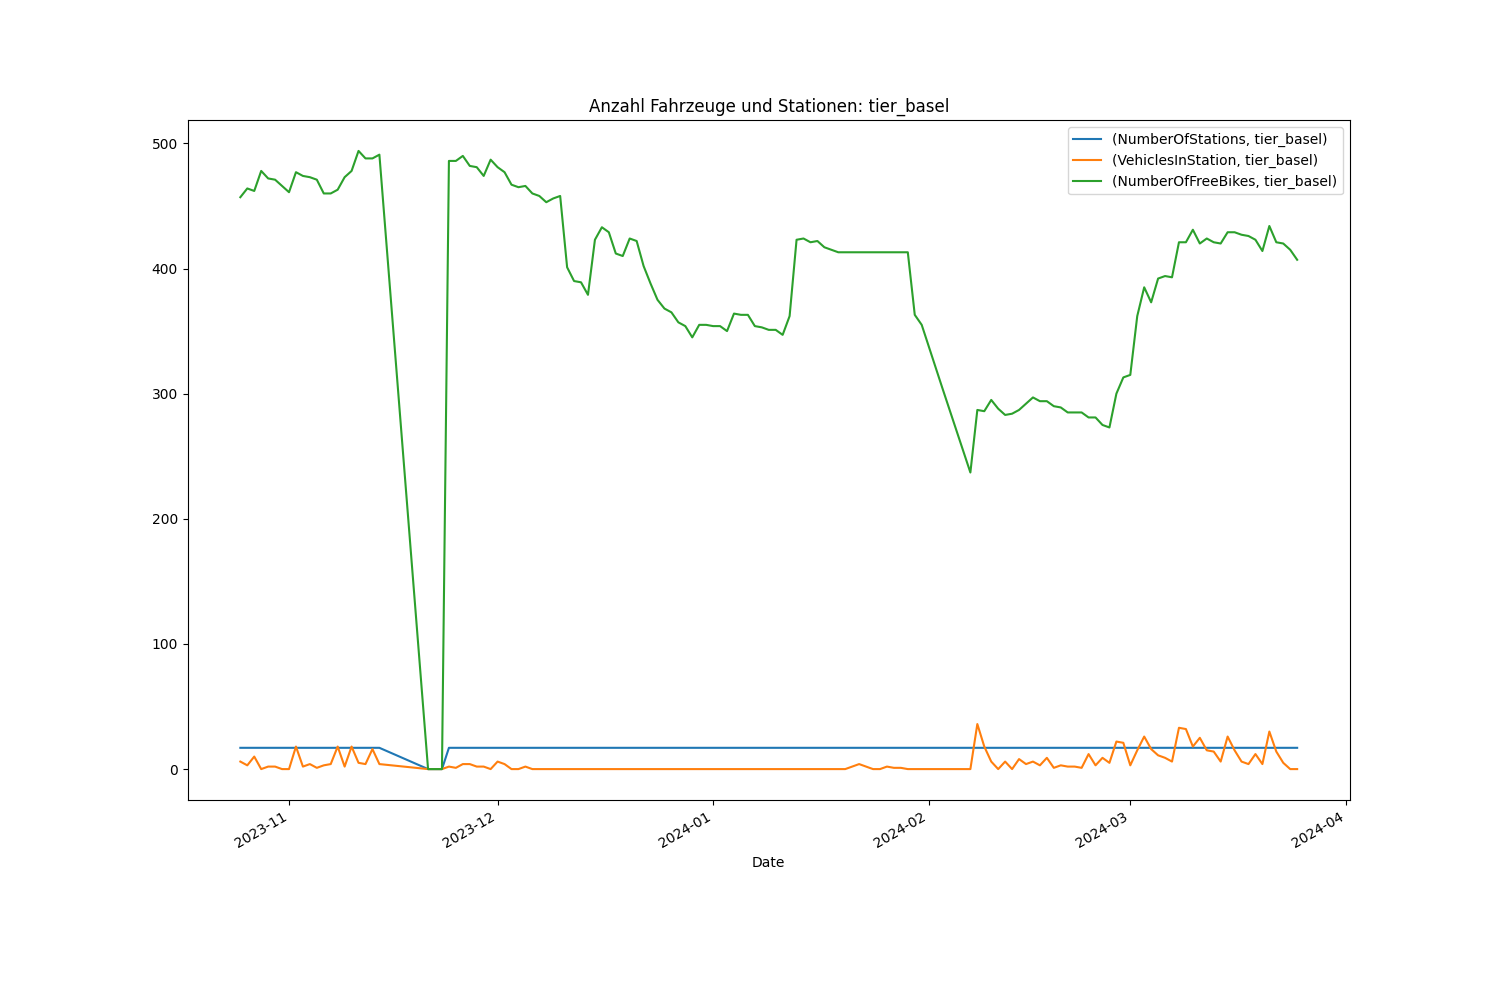 Anzahl Fahrzeuge und Stationen: tier_basel
(NumberOfStations, tier_basel)
(VehiclesInStation, tier_basel)
(NumberOfFreeBikes, tier_basel)
500
400
300
200
100
0
2023-11
2023-12
2024-01
2024-02
2024-03
2024-04
Date